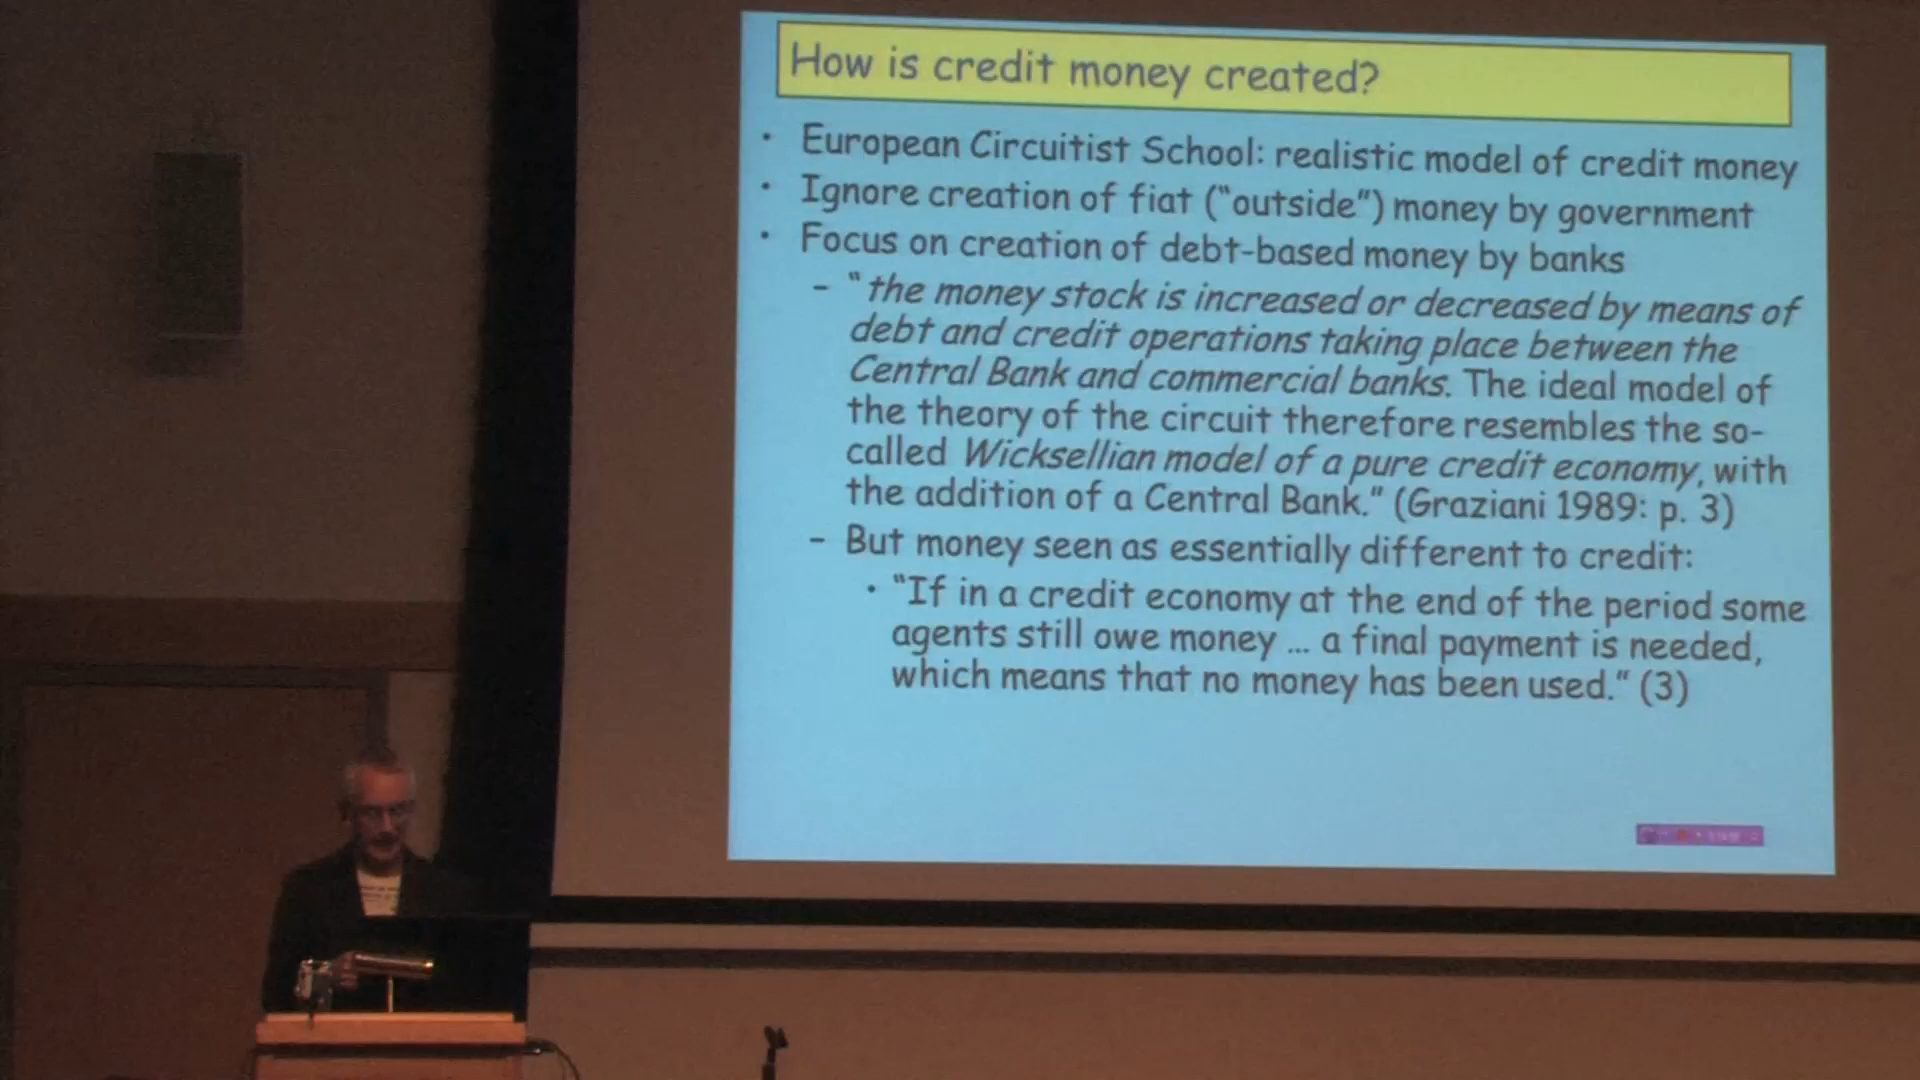 How is credit money created?
• European Circuitist School: realistic model of credit money
• Ignore creation of fiat (“outside”) money by government
• Focus on creation of debt-based money by banks
– “the money stock is increased or decreased by means of
debt and credit operations taking place between the
Central Bank and commercial banks. The ideal model of
the theory of the circuit therefore resembles the so-
called Wicksellian model of a pure credit economy, with
the addition of a Central Bank.” (Graziani 1989: p. 3)
– But money seen as essentially different to credit:
• “If in a credit economy at the end of the period some
agents still owe money … a final payment is needed,
which means that no money has been used.” (3)